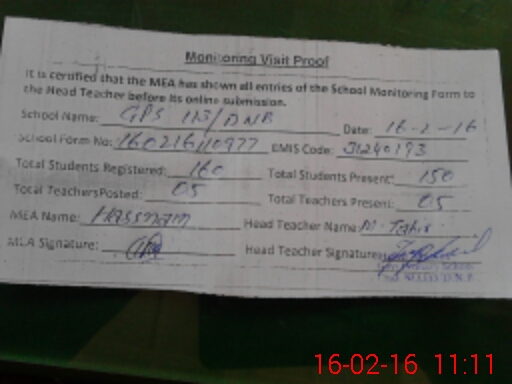 Monitoring Visit Proof
It is certified that the MEA has shown all entries of the School Monitoring Form to
the Head Teacher before its online submission.
School Name: GPS 113/DNB Date: 16-2-16
School Form No: 160216110977 EMIS Code: 31240173
Total Students Registered: 160 Total Students Present: 150
Total Teachers Posted: 05 Total Teachers Present: 05
MEA Name: Hassnain Head Teacher Name: M. Tahir
MEA Signature: Head Teacher Signature:
16-02-16 11:11